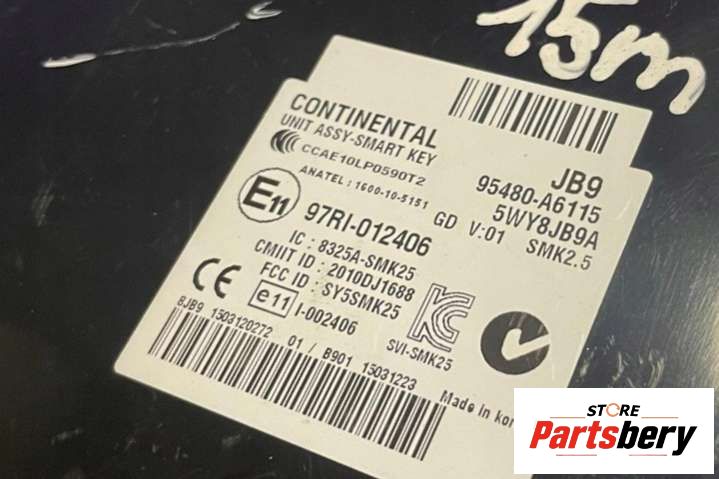 15m
CONTINENTAL
UNIT ASSY-SMART KEY
CCAE10LP0590T2
ANATEL : 1600-10-5151
JB9
95480-A6115
5WY8JB9A
GD V:01 SMK2.5
E11
97RI-012406
IC : 8325A-SMK25
CMIIT ID : 2010DJ1688
FCC ID : SY5SMK25
CE
e11 I-002406
SVI-SMK25
8JB9 1503120272 01 / B901 15031223
Made in kor
STORE
Partsbery